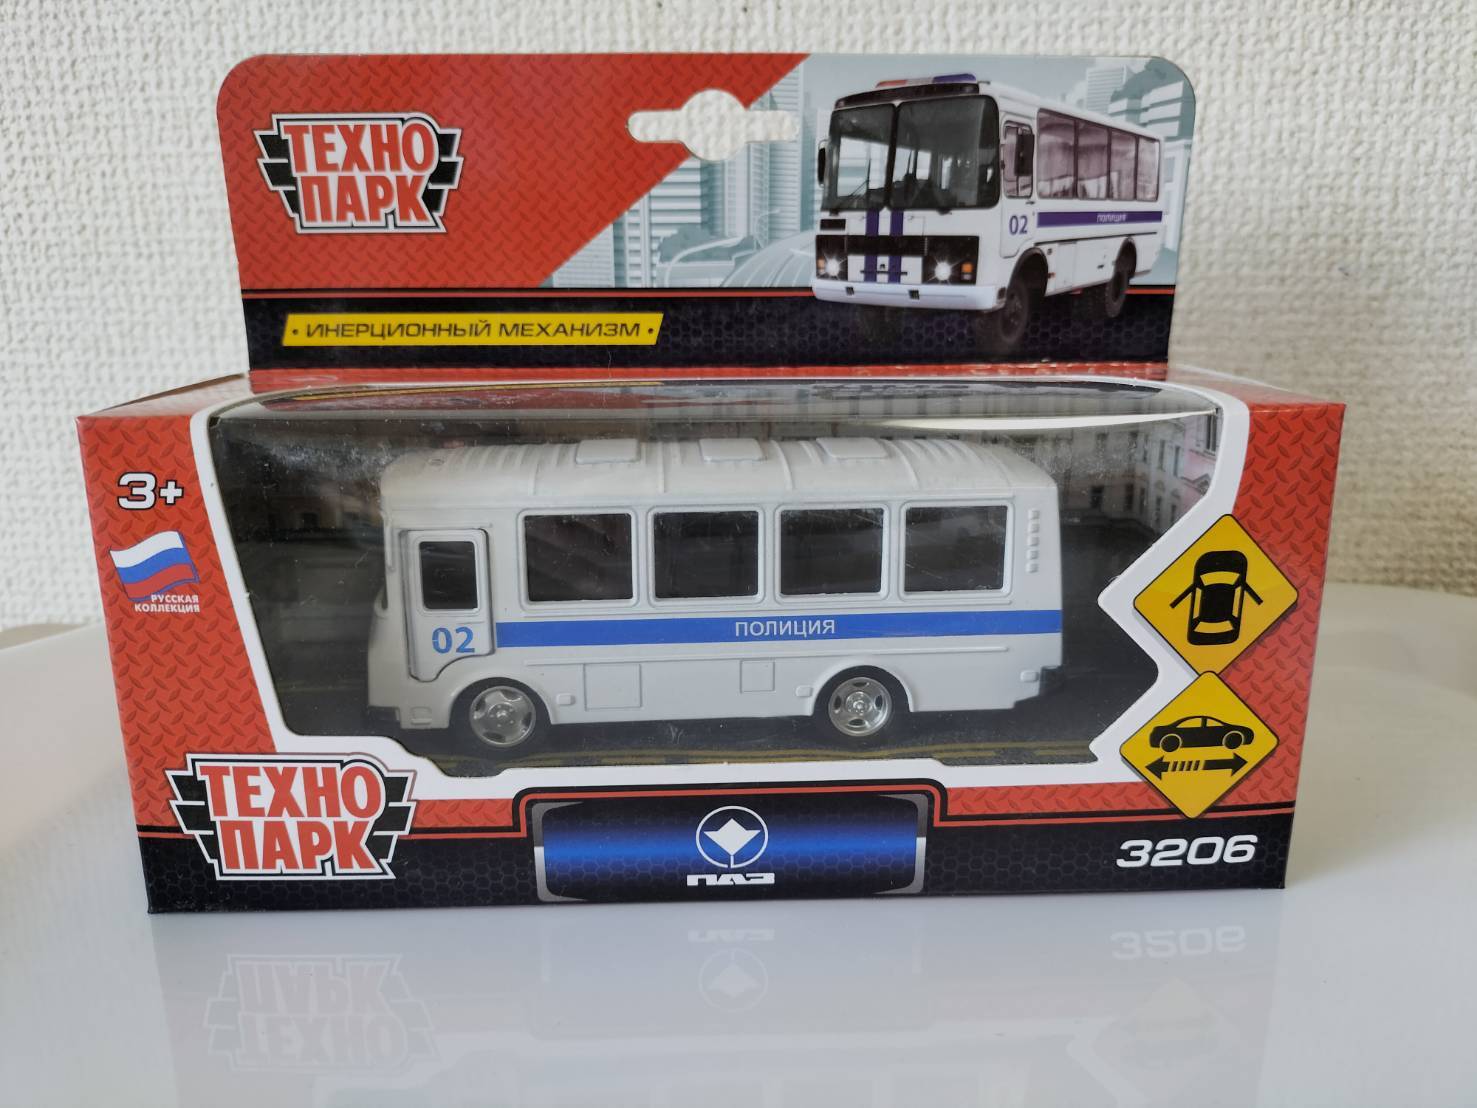 ТЕХНО
ПАРК
02
ПОЛИЦИЯ
• ИНЕРЦИОННЫЙ МЕХАНИЗМ •
3+
РУССКАЯ
КОЛЛЕКЦИЯ
02
ПОЛИЦИЯ
ТЕХНО
ПАРК
ПАЗ
3206